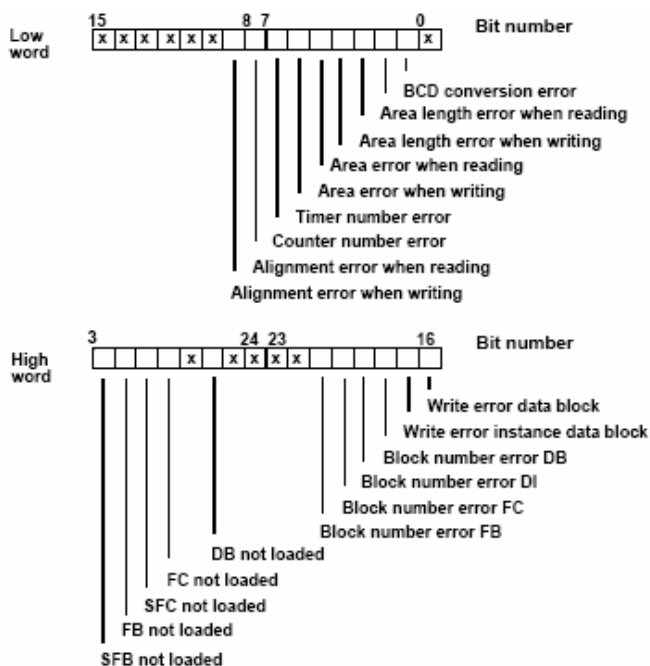 15 8 7 0 Bit number
Low word x x x x x x x
BCD conversion error
Area length error when reading
Area length error when writing
Area error when reading
Area error when writing
Timer number error
Counter number error
Alignment error when reading
Alignment error when writing
3 24 23 16 Bit number
High word x x x x x
Write error data block
Write error instance data block
Block number error DB
Block number error DI
Block number error FC
Block number error FB
DB not loaded
FC not loaded
SFC not loaded
FB not loaded
SFB not loaded